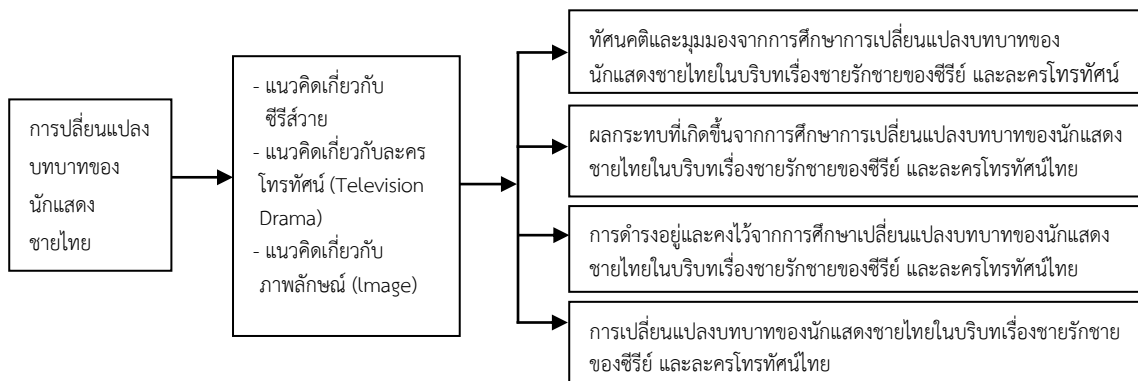 การปลี่ยนแปลง
บทบาทของ
นักแสดง
ชายไทย
- แนวคิดเกี่ยวกับ
ซีรีส์วาย
- แนวคิดเกี่ยวกับละคร
โทรทัศน์ (Television
Drama)
- แนวคิดเกี่ยวกับ
ภาพลักษณ์ (lmage)
ทัศนคติและมุมมองจากการศึกษาการเปลี่ยนแปลงบทบาทของ
นักแสดงชายไทยในบริบทเรื่องชายรักชายของซีรีย์ และละครโทรทัศน์
ผลกระทบที่เกิดขึ้นจากการศึกษาการเปลี่ยนแปลงบทบาทของนักแสดง
ชายไทยในบริบทเรื่องชายรักชายของซีรีย์ และละครโทรทัศน์ไทย
การดำรงอยู่และคงไว้จากการศึกษาเปลี่ยนแปลงบทบาทของนักแสดง
ชายไทยในบริบทเรื่องชายรักชายของซีรีย์ และละครโทรทัศน์ไทย
การเปลี่ยนแปลงบทบาทของนักแสดงชายไทยในบริบทเรื่องชายรักชาย
ของซีรีย์ และละครโทรทัศน์ไทย